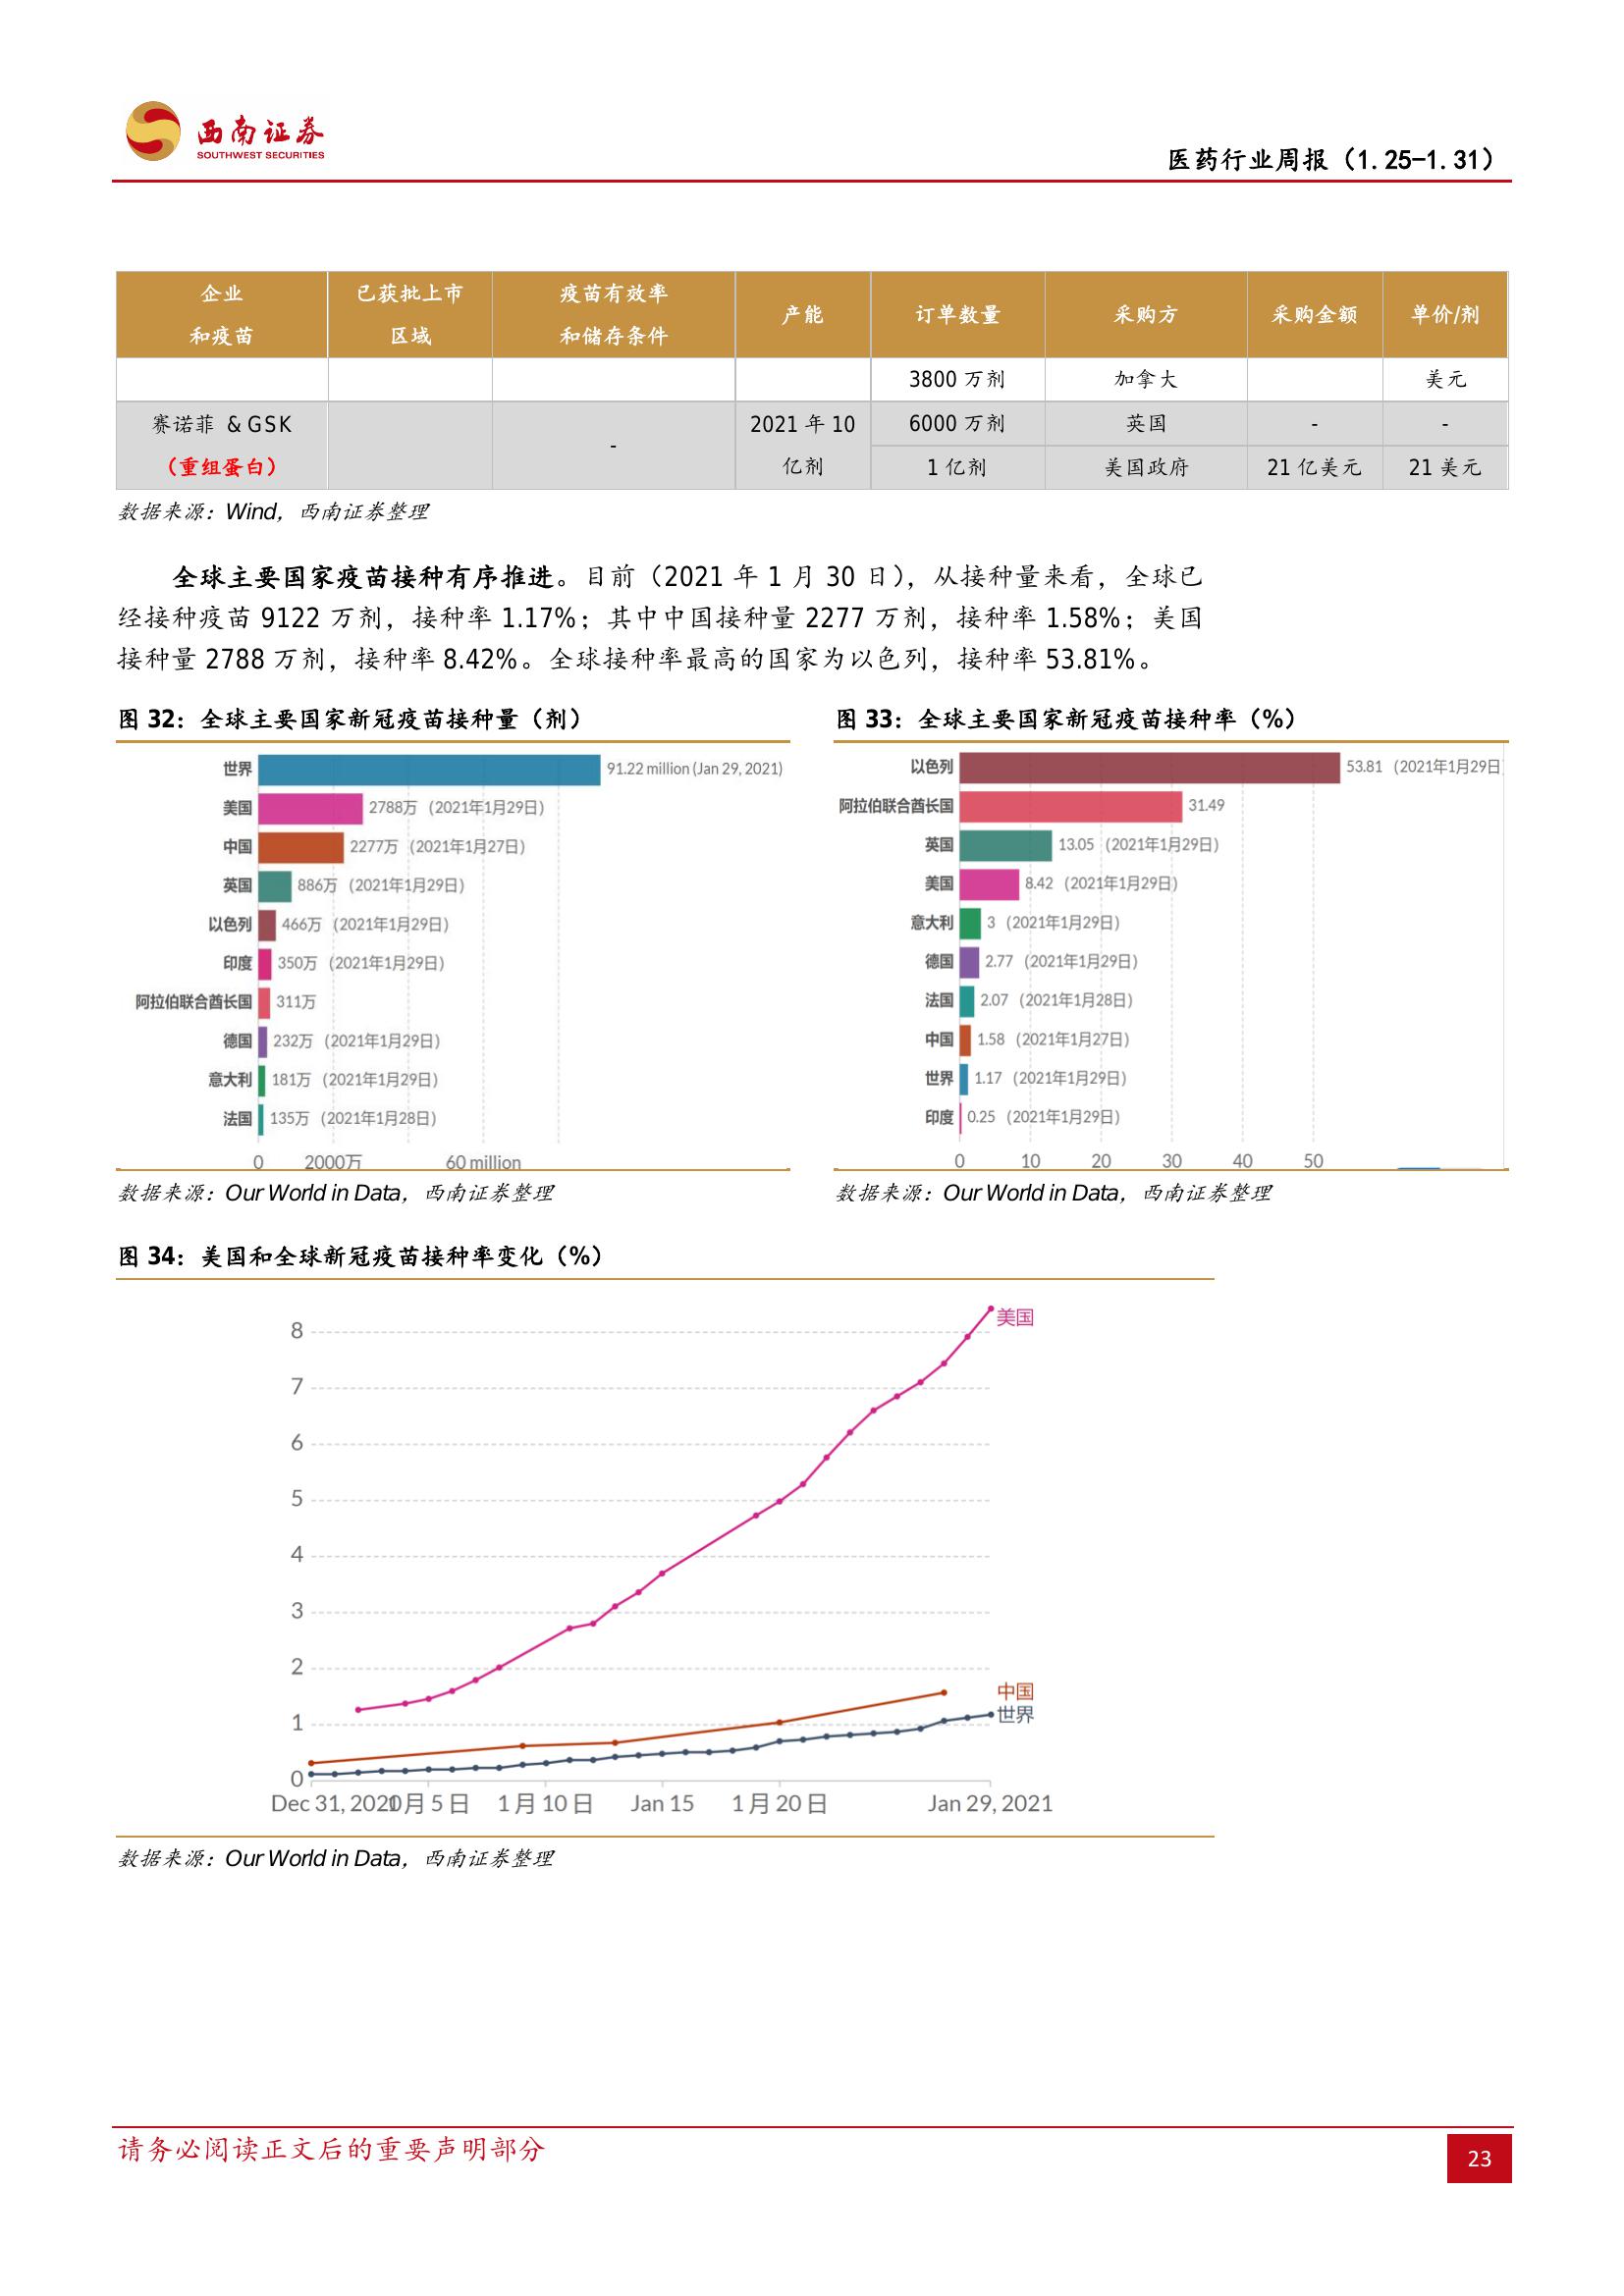 西南证券
SOUTHWEST SECURITIES
医药行业周报（1.25-1.31）
企业 和疫苗 已获批上市 区域 疫苗有效率 和储存条件 产能 订单数量 采购方 采购金额 单价/剂
3800 万剂 加拿大 美元
赛诺菲 & GSK （重组蛋白） - 2021 年 10 亿剂 6000 万剂 英国 - -
1 亿剂 美国政府 21 亿美元 21 美元
数据来源：Wind，西南证券整理
全球主要国家疫苗接种有序推进。目前（2021 年 1 月 30 日），从接种量来看，全球已
经接种疫苗 9122 万剂，接种率 1.17%；其中中国接种量 2277 万剂，接种率 1.58%；美国
接种量 2788 万剂，接种率 8.42%。全球接种率最高的国家为以色列，接种率 53.81%。
图 32：全球主要国家新冠疫苗接种量（剂）
世界 91.22 million (Jan 29, 2021)
美国 2788万（2021年1月29日）
中国 2277万（2021年1月27日）
英国 886万（2021年1月29日）
以色列 466万（2021年1月29日）
印度 350万（2021年1月29日）
阿拉伯联合酋长国 311万
德国 232万（2021年1月29日）
意大利 181万（2021年1月29日）
法国 135万（2021年1月28日）
0 2000万 60 million
数据来源：Our World in Data，西南证券整理
图 33：全球主要国家新冠疫苗接种率（%）
以色列 53.81（2021年1月29日
阿拉伯联合酋长国 31.49
英国 13.05（2021年1月29日）
美国 8.42（2021年1月29日）
意大利 3（2021年1月29日）
德国 2.77（2021年1月29日）
法国 2.07（2021年1月28日）
中国 1.58（2021年1月27日）
世界 1.17（2021年1月29日）
印度 0.25（2021年1月29日）
0 10 20 30 40 50
数据来源：Our World in Data，西南证券整理
图 34：美国和全球新冠疫苗接种率变化（%）
美国
8
7
6
5
4
3
2
中国
世界
1
0
Dec 31, 2020 月 5 日 1 月 10 日 Jan 15 1 月 20 日 Jan 29, 2021
数据来源：Our World in Data，西南证券整理
请务必阅读正文后的重要声明部分
23